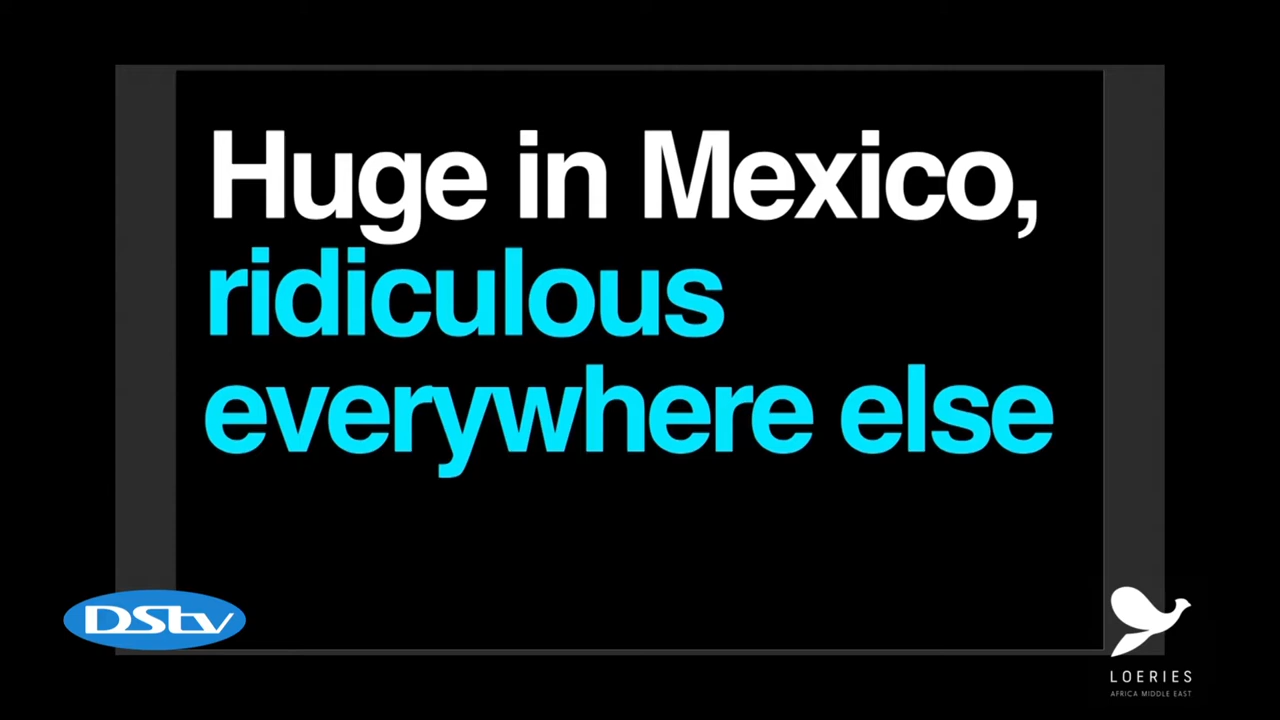 Huge in Mexico,
ridiculous
everywhere else
DStv
LOERIES
AFRICA MIDDLE EAST